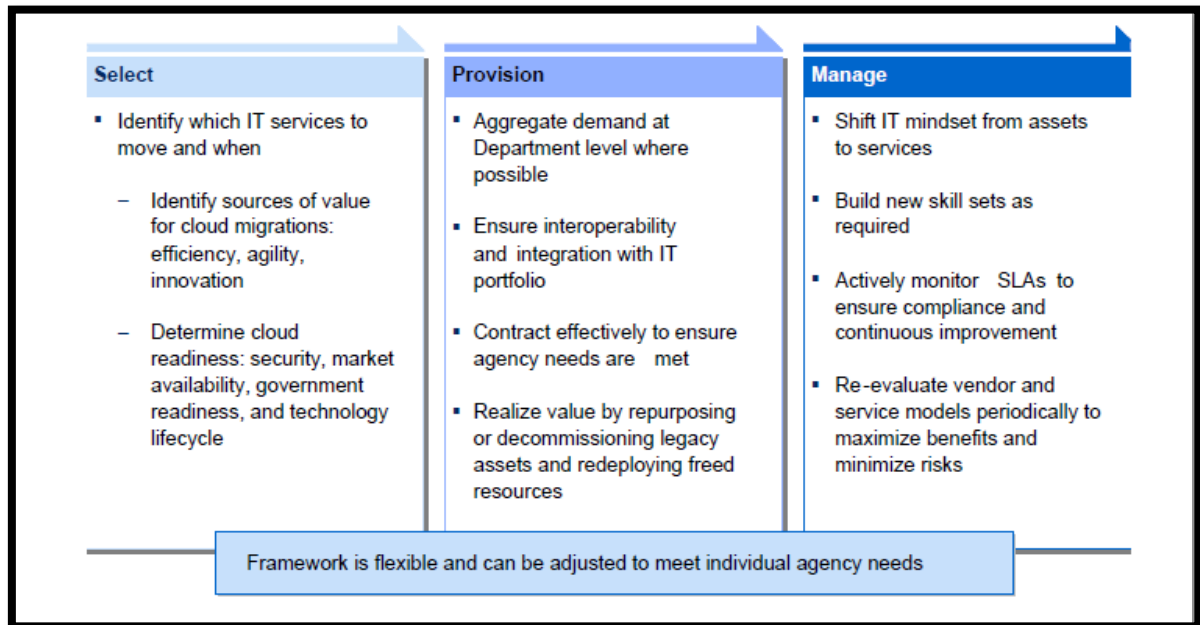 Select
▪ Identify which IT services to
move and when
– Identify sources of value
for cloud migrations:
efficiency, agility,
innovation
– Determine cloud
readiness: security, market
availability, government
readiness, and technology
lifecycle
Provision
▪ Aggregate demand at
Department level where
possible
▪ Ensure interoperability
and integration with IT
portfolio
▪ Contract effectively to ensure
agency needs are met
▪ Realize value by repurposing
or decommissioning legacy
assets and redeploying freed
resources
Manage
▪ Shift IT mindset from assets
to services
▪ Build new skill sets as
required
▪ Actively monitor SLAs to
ensure compliance and
continuous improvement
▪ Re-evaluate vendor and
service models periodically to
maximize benefits and
minimize risks
Framework is flexible and can be adjusted to meet individual agency needs